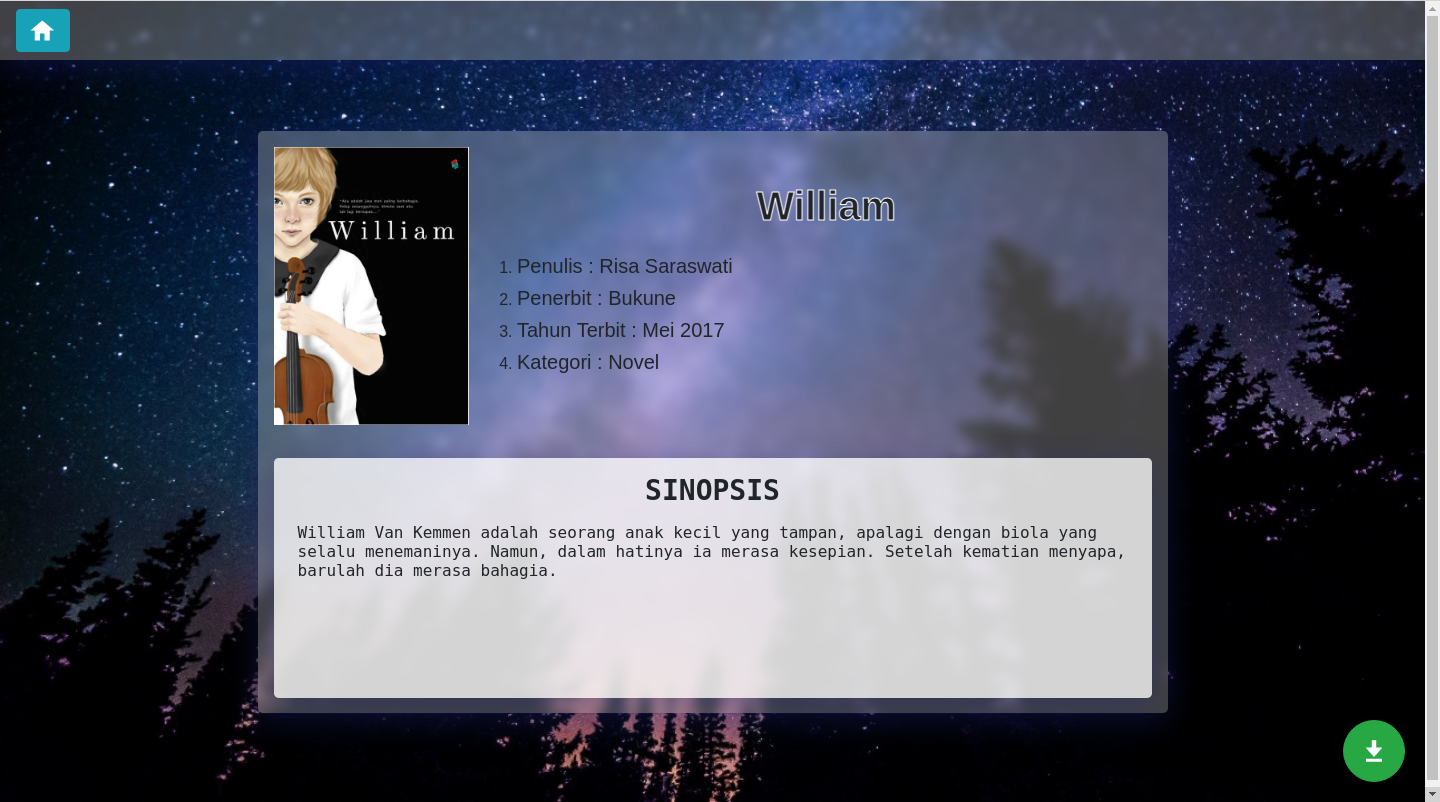 William
William
1. Penulis : Risa Saraswati
2. Penerbit : Bukune
3. Tahun Terbit : Mei 2017
4. Kategori : Novel
SINOPSIS
William Van Kemmen adalah seorang anak kecil yang tampan, apalagi dengan biola yang
selalu menemaninya. Namun, dalam hatinya ia merasa kesepian. Setelah kematian menyapa,
barulah dia merasa bahagia.